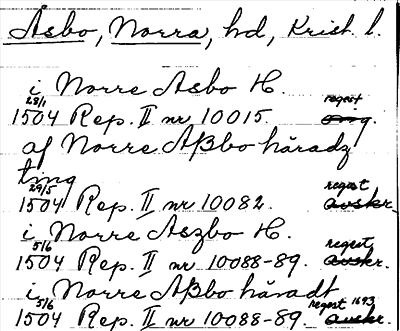 Åsbo, Norra, hd, Krist. l.
i Norre Asbo H.
28/1 regest
1504 Rep. II nr 10015. orig.
af Norre Aßbo häradz
ting
29/5 regest
1504 Rep. II nr 10082. avskr.
i Norre Aszbo H.
5/6 regest
1504 Rep. II nr 10088-89. avskr.
i Norre Aßbo häradt
5/6 regest 1693
1504 Rep. II nr 10088-89. avskr.